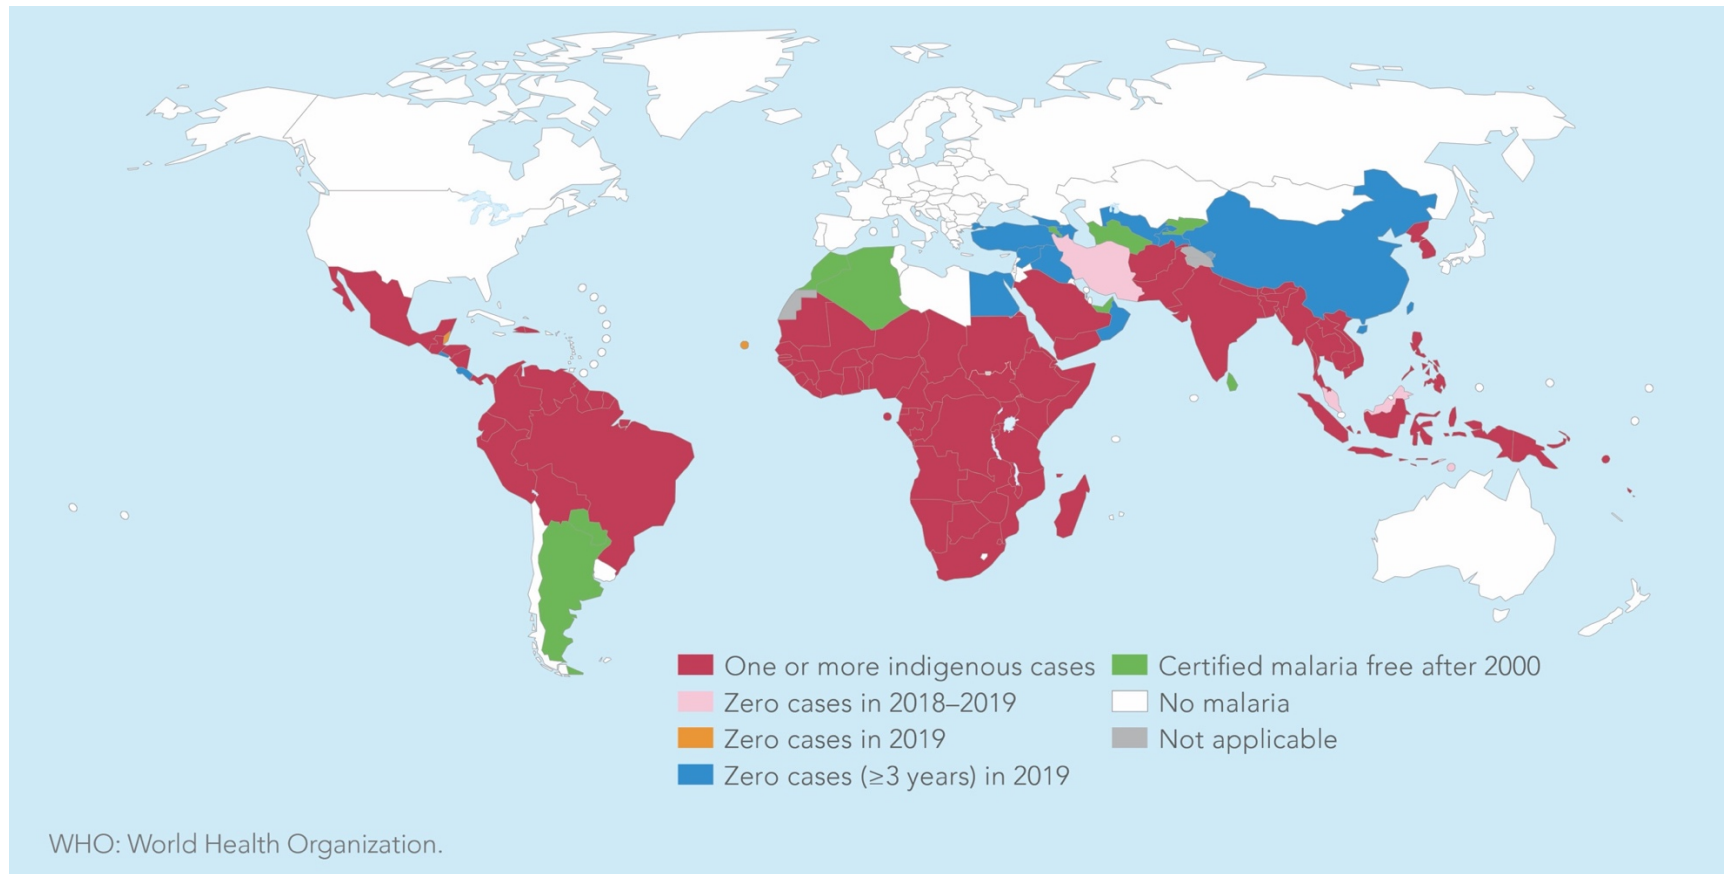 One or more indigenous cases
Zero cases in 2018–2019
Zero cases in 2019
Zero cases (≥3 years) in 2019
Certified malaria free after 2000
No malaria
Not applicable
WHO: World Health Organization.